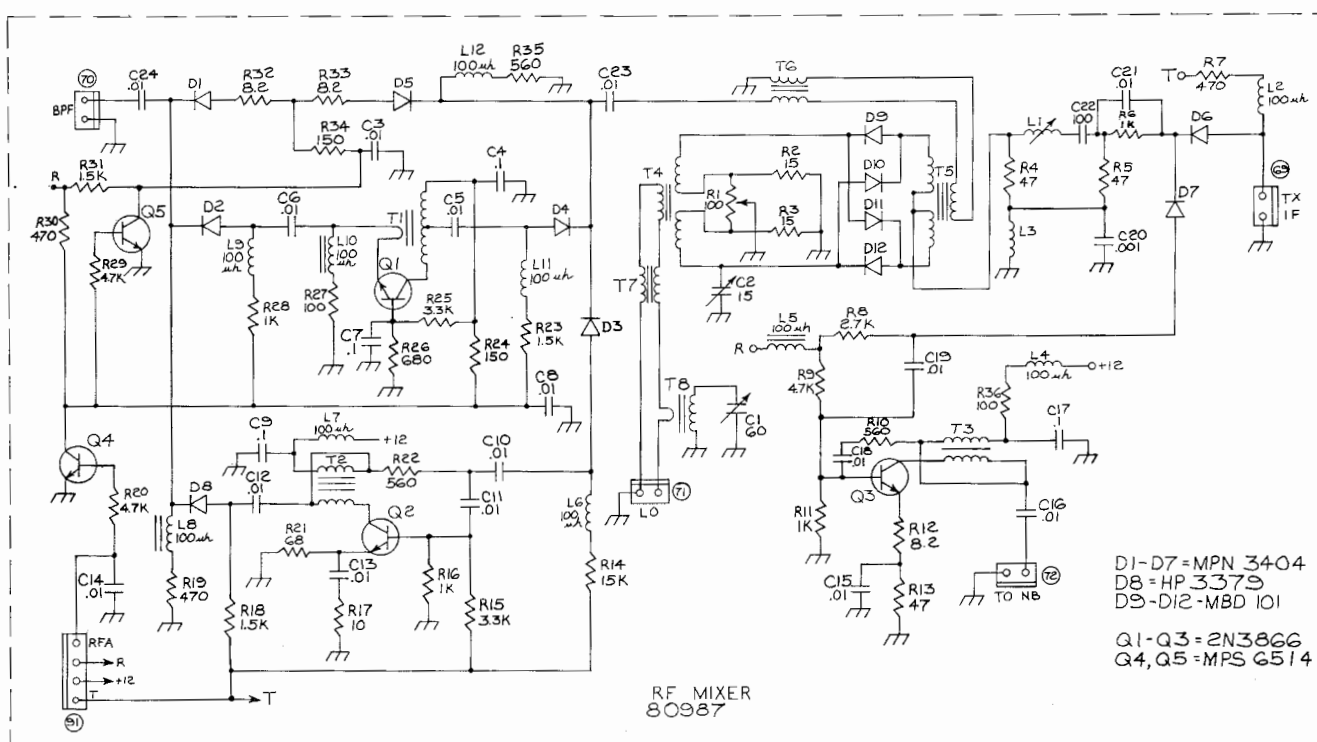 L12
100uh
R35
560
70
C24
.01
D1
R32
8.2
R33
8.2
D5
C23
.01
T6
C21
.01
T
R7
470
L2
100uh
BPF
R34
150
C3
.01
C4
.1
D9
L1
C22
100
R6
1K
D6
R
R31
1.5K
R2
15
D10
R4
47
R5
47
69
T4
T5
R1
100
D7
TX
IF
R30
470
Q5
D2
C6
.01
T1
C5
.01
D4
R3
15
D11
L9
100uh
L10
100uh
L11
100uh
D12
L3
C20
.001
R29
4.7K
Q1
T7
C2
15
R28
1K
R27
100
R25
3.3K
R23
1.5K
D3
L5
100uh
R8
2.7K
C7
.1
R26
680
R24
150
R
C19
.01
L4
100uh
+12
R9
4.7K
C8
.01
T8
C1
60
R36
100
Q4
C9
.1
L7
100uh
+12
C10
.01
R10
560
T3
C17
.1
D8
C12
.01
T2
R22
560
C18
.01
R20
4.7K
C11
.01
71
LO
Q3
L8
100uh
Q2
L6
100uh
R11
1K
C16
.01
R21
68
R12
8.2
C14
.01
R19
470
C13
.01
R16
1K
R14
15K
R18
1.5K
R17
10
R15
3.3K
C15
.01
R13
47
TO NB
72
D1-D7=MPN 3404
D8=HP 3379
D9-D12-MBD 101
RFA
R
+12
T
T
91
Q1-Q3=2N3866
Q4,Q5=MPS 6514
RF MIXER
80987